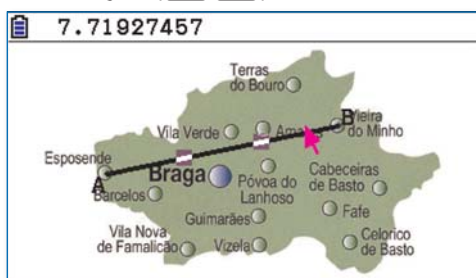 7.71927457
Terras
do Bouro
B
Vieira
do Minho
Vila Verde
Esposende
A
Barcelos
Braga
Póvoa do
Lanhoso
Cabeceiras
de Basto
Guimarães
Fafe
Vila Nova
de Famalicão
Vizela
Celorico
de Basto